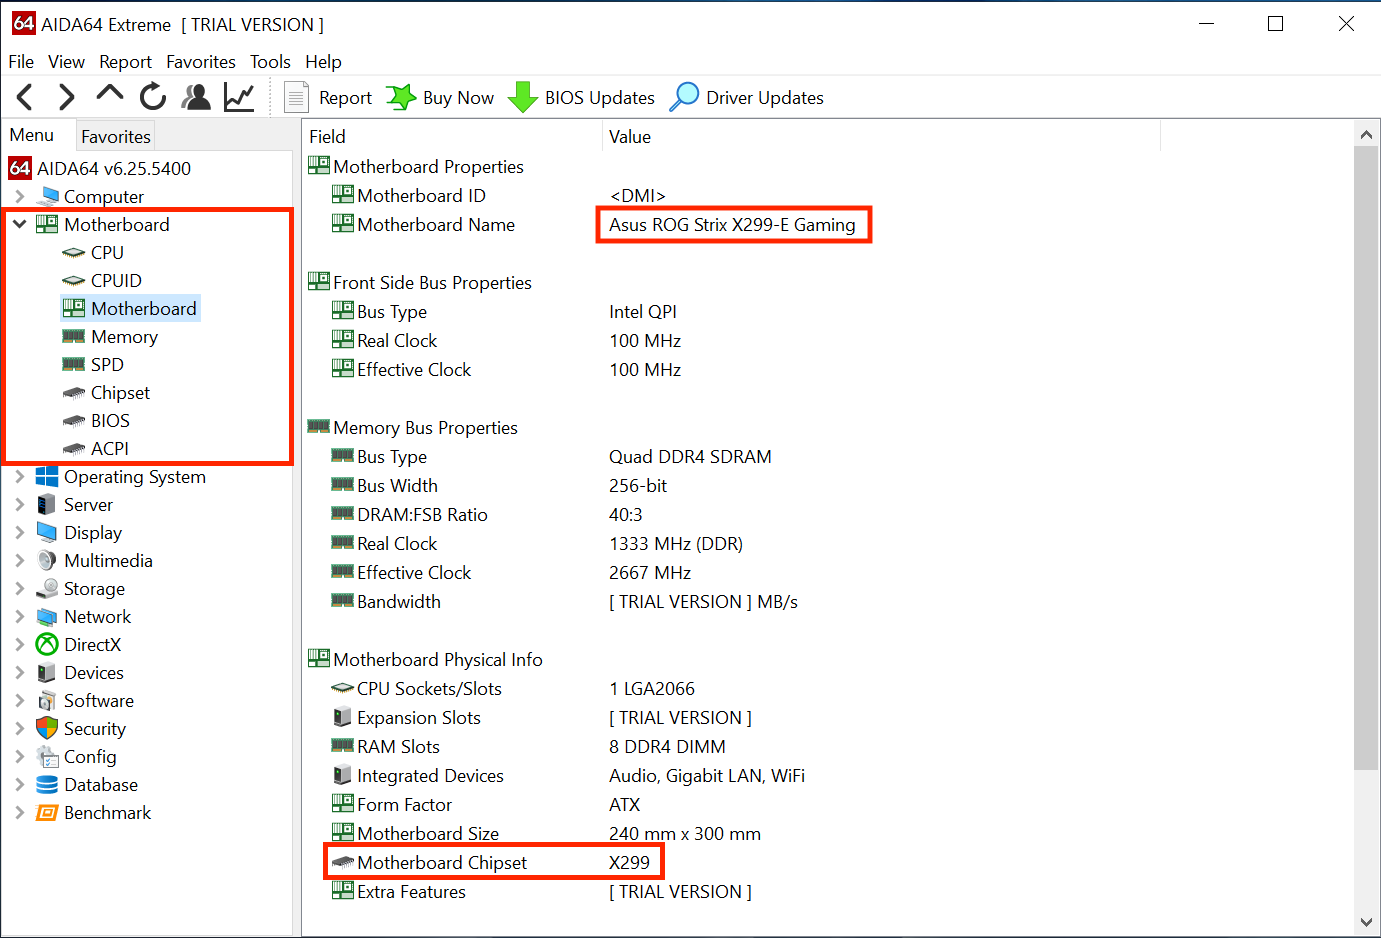 64 AIDA64 Extreme [ TRIAL VERSION ]
File View Report Favorites Tools Help
Report Buy Now BIOS Updates Driver Updates
Menu Favorites
64 AIDA64 v6.25.5400
Computer
Motherboard
CPU
CPUID
Motherboard
Memory
SPD
Chipset
BIOS
ACPI
Operating System
Server
Display
Multimedia
Storage
Network
DirectX
Devices
Software
Security
Config
Database
Benchmark
Field Value
Motherboard Properties
Motherboard ID <DMI>
Motherboard Name Asus ROG Strix X299-E Gaming
Front Side Bus Properties
Bus Type Intel QPI
Real Clock 100 MHz
Effective Clock 100 MHz
Memory Bus Properties
Bus Type Quad DDR4 SDRAM
Bus Width 256-bit
DRAM:FSB Ratio 40:3
Real Clock 1333 MHz (DDR)
Effective Clock 2667 MHz
Bandwidth [ TRIAL VERSION ] MB/s
Motherboard Physical Info
CPU Sockets/Slots 1 LGA2066
Expansion Slots [ TRIAL VERSION ]
RAM Slots 8 DDR4 DIMM
Integrated Devices Audio, Gigabit LAN, WiFi
Form Factor ATX
Motherboard Size 240 mm x 300 mm
Motherboard Chipset X299
Extra Features [ TRIAL VERSION ]